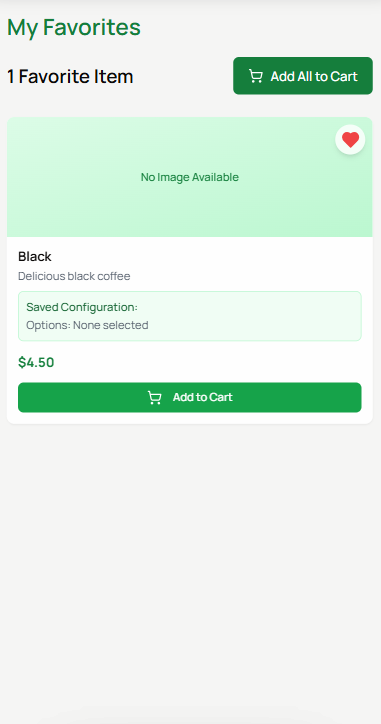 My Favorites
1 Favorite Item
Add All to Cart
No Image Available
Black
Delicious black coffee
Saved Configuration:
Options: None selected
$4.50
Add to Cart